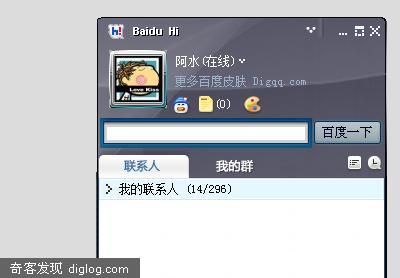 h! Baidu Hi
阿水(在线)
更多百度皮肤 Digqq.com
Love Kiss
(0)
百度一下
联系人 我的群
我的联系人 (14/296)
奇客发现 diglog.com